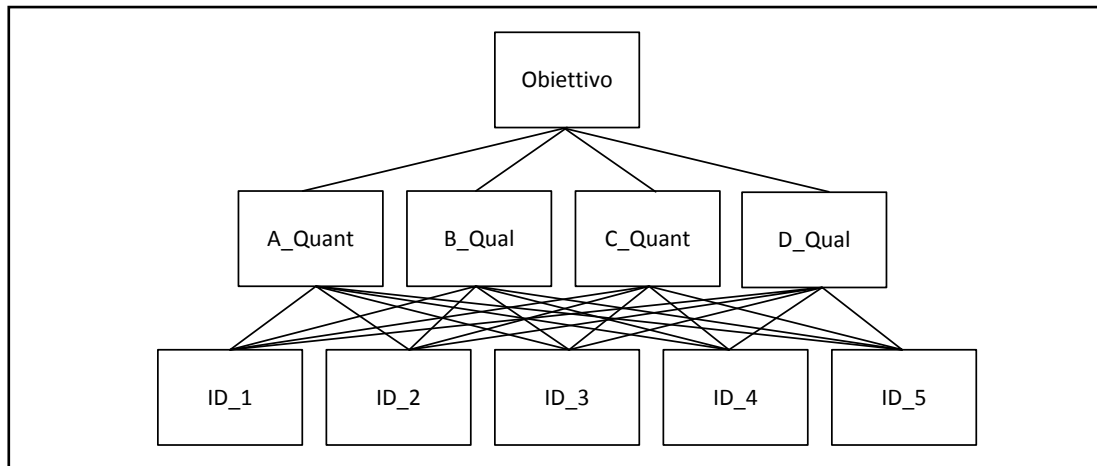 Obiettivo
A_Quant
B_Qual
C_Quant
D_Qual
ID_1
ID_2
ID_3
ID_4
ID_5